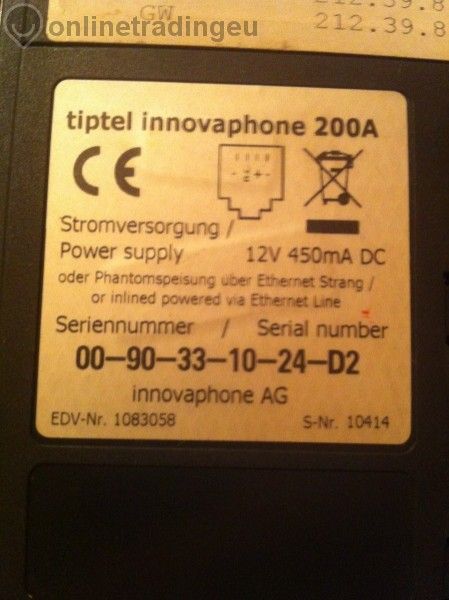 onlinetradingeu
GW
212.39.8
212.39.8
tiptel innovaphone 200A
CE
Stromversorgung /
Power supply 12V 450mA DC
oder Phantomspeisung über Ethernet Strang /
or inlined powered via Ethernet Line
Seriennummer / Serial number
00-90-33-10-24-D2
innovaphone AG
EDV-Nr. 1083058 S-Nr. 10414